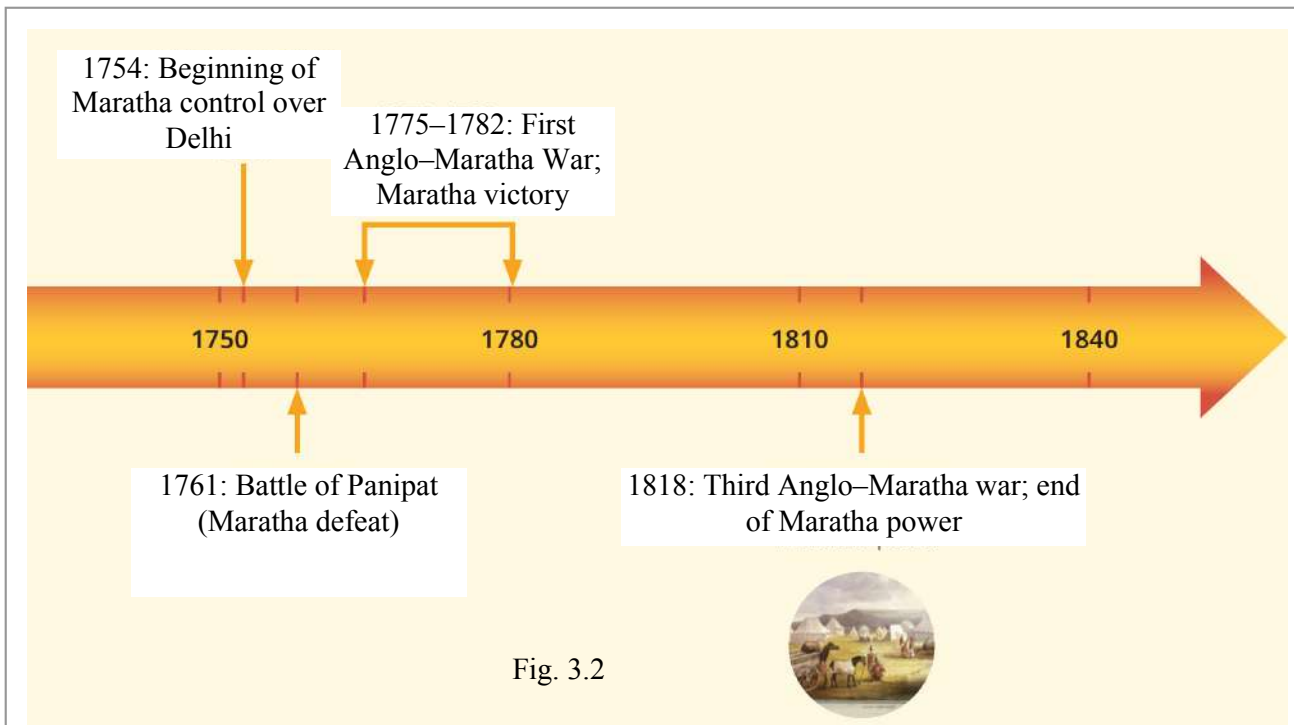 1754: Beginning of
Maratha control over
Delhi
1775–1782: First
Anglo–Maratha War;
Maratha victory
1750
1780
1810
1840
1761: Battle of Panipat
(Maratha defeat)
1818: Third Anglo–Maratha war; end
of Maratha power
Fig. 3.2